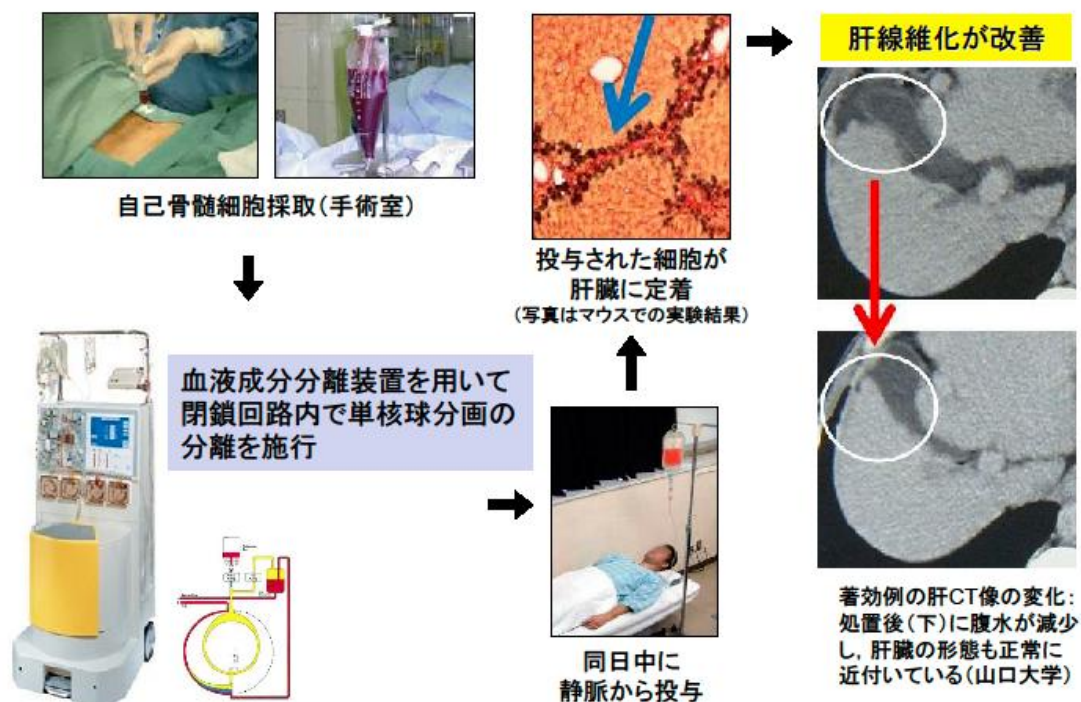 自己骨髄細胞採取(手術室)
血液成分分離装置を用いて
閉鎖回路内で単核球分画の
分離を施行
同日中に
静脈から投与
投与された細胞が
肝臓に定着
(写真はマウスでの実験結果)
肝線維化が改善
著効例の肝CT像の変化:
処置後(下)に腹水が減少
し, 肝臓の形態も正常に
近付いている(山口大学)